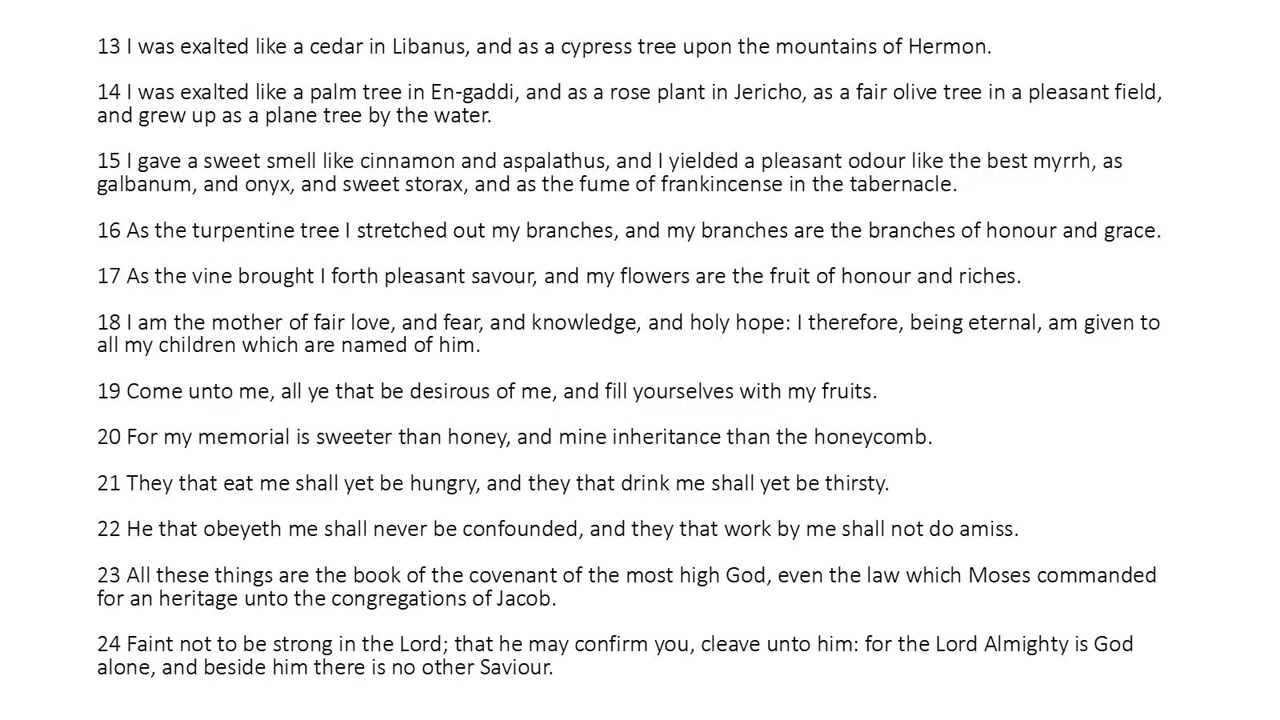 13 I was exalted like a cedar in Libanus, and as a cypress tree upon the mountains of Hermon.
14 I was exalted like a palm tree in En-gaddi, and as a rose plant in Jericho, as a fair olive tree in a pleasant field,
and grew up as a plane tree by the water.
15 I gave a sweet smell like cinnamon and aspalathus, and I yielded a pleasant odour like the best myrrh, as
galbanum, and onyx, and sweet storax, and as the fume of frankincense in the tabernacle.
16 As the turpentine tree I stretched out my branches, and my branches are the branches of honour and grace.
17 As the vine brought I forth pleasant savour, and my flowers are the fruit of honour and riches.
18 I am the mother of fair love, and fear, and knowledge, and holy hope: I therefore, being eternal, am given to
all my children which are named of him.
19 Come unto me, all ye that be desirous of me, and fill yourselves with my fruits.
20 For my memorial is sweeter than honey, and mine inheritance than the honeycomb.
21 They that eat me shall yet be hungry, and they that drink me shall yet be thirsty.
22 He that obeyeth me shall never be confounded, and they that work by me shall not do amiss.
23 All these things are the book of the covenant of the most high God, even the law which Moses commanded
for an heritage unto the congregations of Jacob.
24 Faint not to be strong in the Lord; that he may confirm you, cleave unto him: for the Lord Almighty is God
alone, and beside him there is no other Saviour.